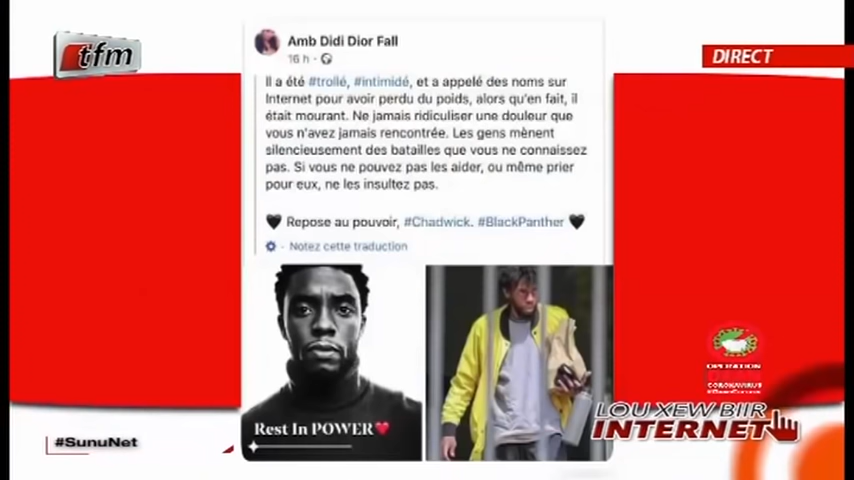 tfm
DIRECT
Amb Didi Dior Fall
16 h
Il a été #trollé, #intimidé, et a appelé des noms sur
Internet pour avoir perdu du poids, alors qu'en fait, il
était mourant. Ne jamais ridiculiser une douleur que
vous n'avez jamais rencontrée. Les gens mènent
silencieusement des batailles que vous ne connaissez
pas. Si vous ne pouvez pas les aider, ou même prier
pour eux, ne les insultez pas.
🖤 Repose au pouvoir, #Chadwick. #BlackPanther 🖤
Notez cette traduction
Rest In POWER❤️
OPERATION
CORONAVIRUS
LOU XEW BIIR
INTERNET
#SunuNet